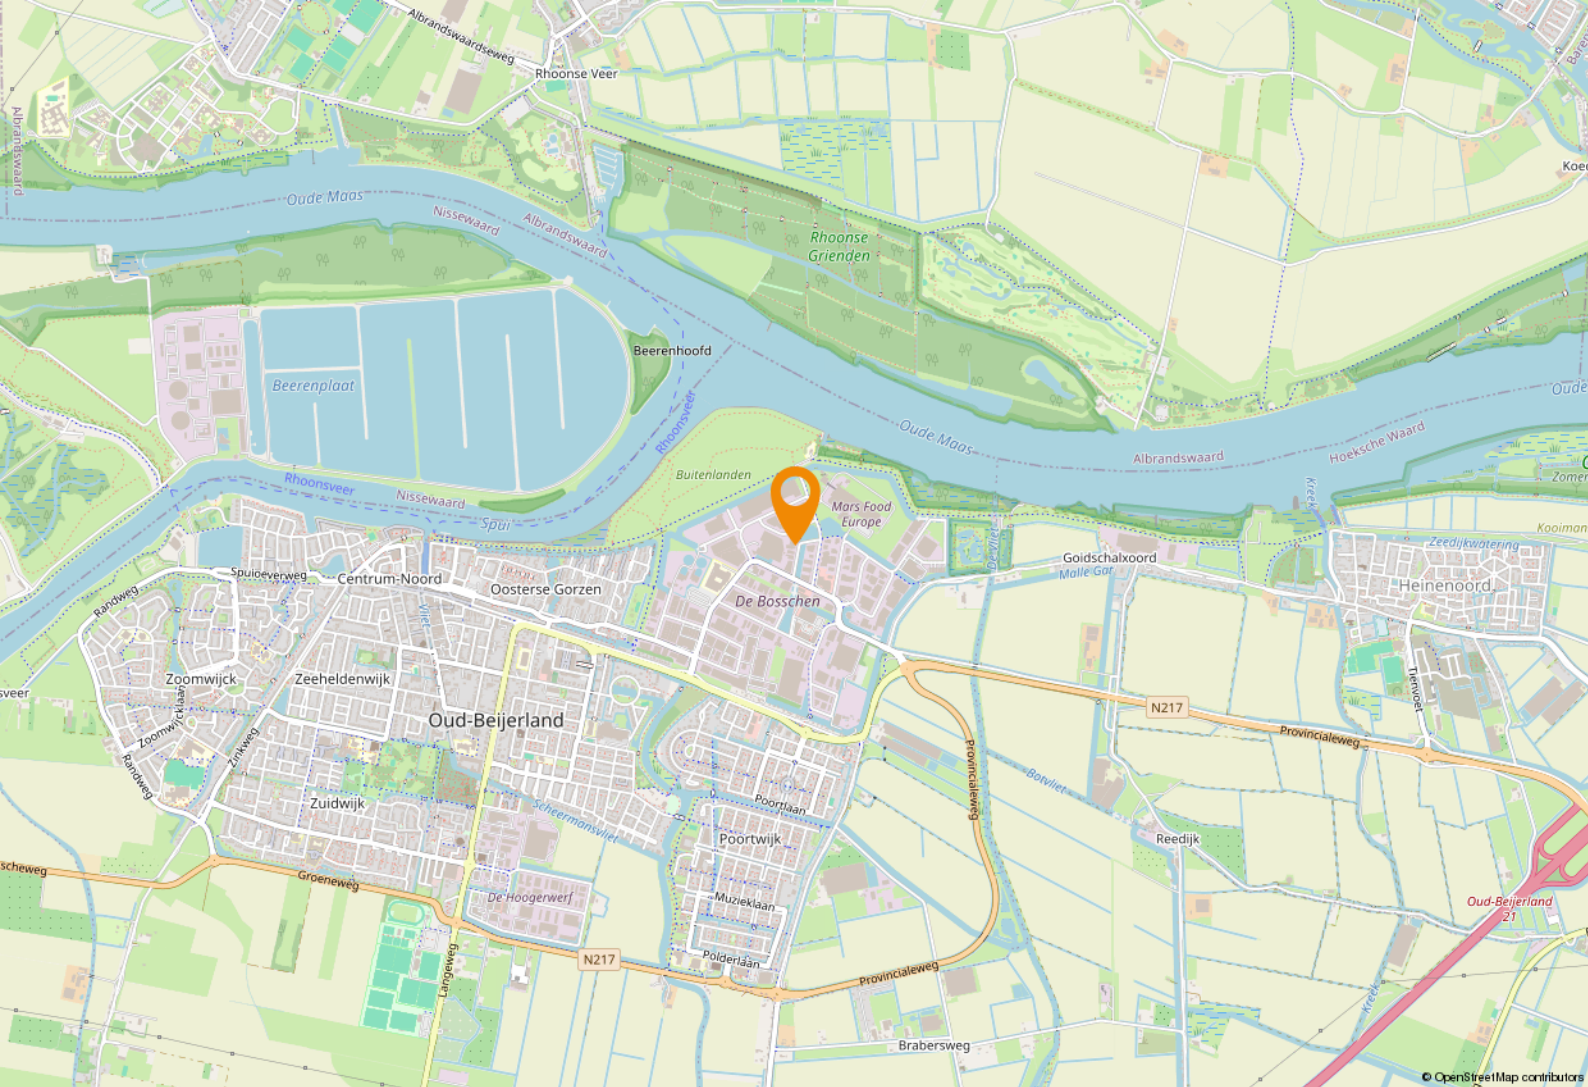 Albrandswaardseweg
Rhoonse Veer
Albrandswaard
Oude Maas
Nissewaard
Albrandswaard
Rhoonse
Grienden
Beerenhoofd
Beerenplaat
Rhoonsveer
Oude Maas
Oude
Albrandswaard
Hoeksche Waard
Buitenlanden
Rhoonsveer
Nissewaard
Spui
Mars Food
Europe
Kreek
Zomer
Kooiman
Zeedijkwatering
Goidschalxoord
Malle Gat
Heinenoord
Spuioeverweg
Centrum-Noord
Oosterse Gorzen
De Bosschen
Randweg
Vliet
Zoomwijck
Zeeheldenwijk
Zoomwijcklaan
sveer
Oud-Beijerland
Zinkweg
Randweg
Tienvoet
N217
Provincialeweg
Provincialeweg
Botvliet
Zuidwijk
Scheermansvliet
Poortlaan
Poortwijk
Reedijk
scheweg
Groeneweg
De Hoogerwerf
Muzieklaan
Oud-Beijerland
21
N217
Polderlaan
Provincialeweg
Langeweg
Kreek
Brabersweg
© OpenStreetMap contributors